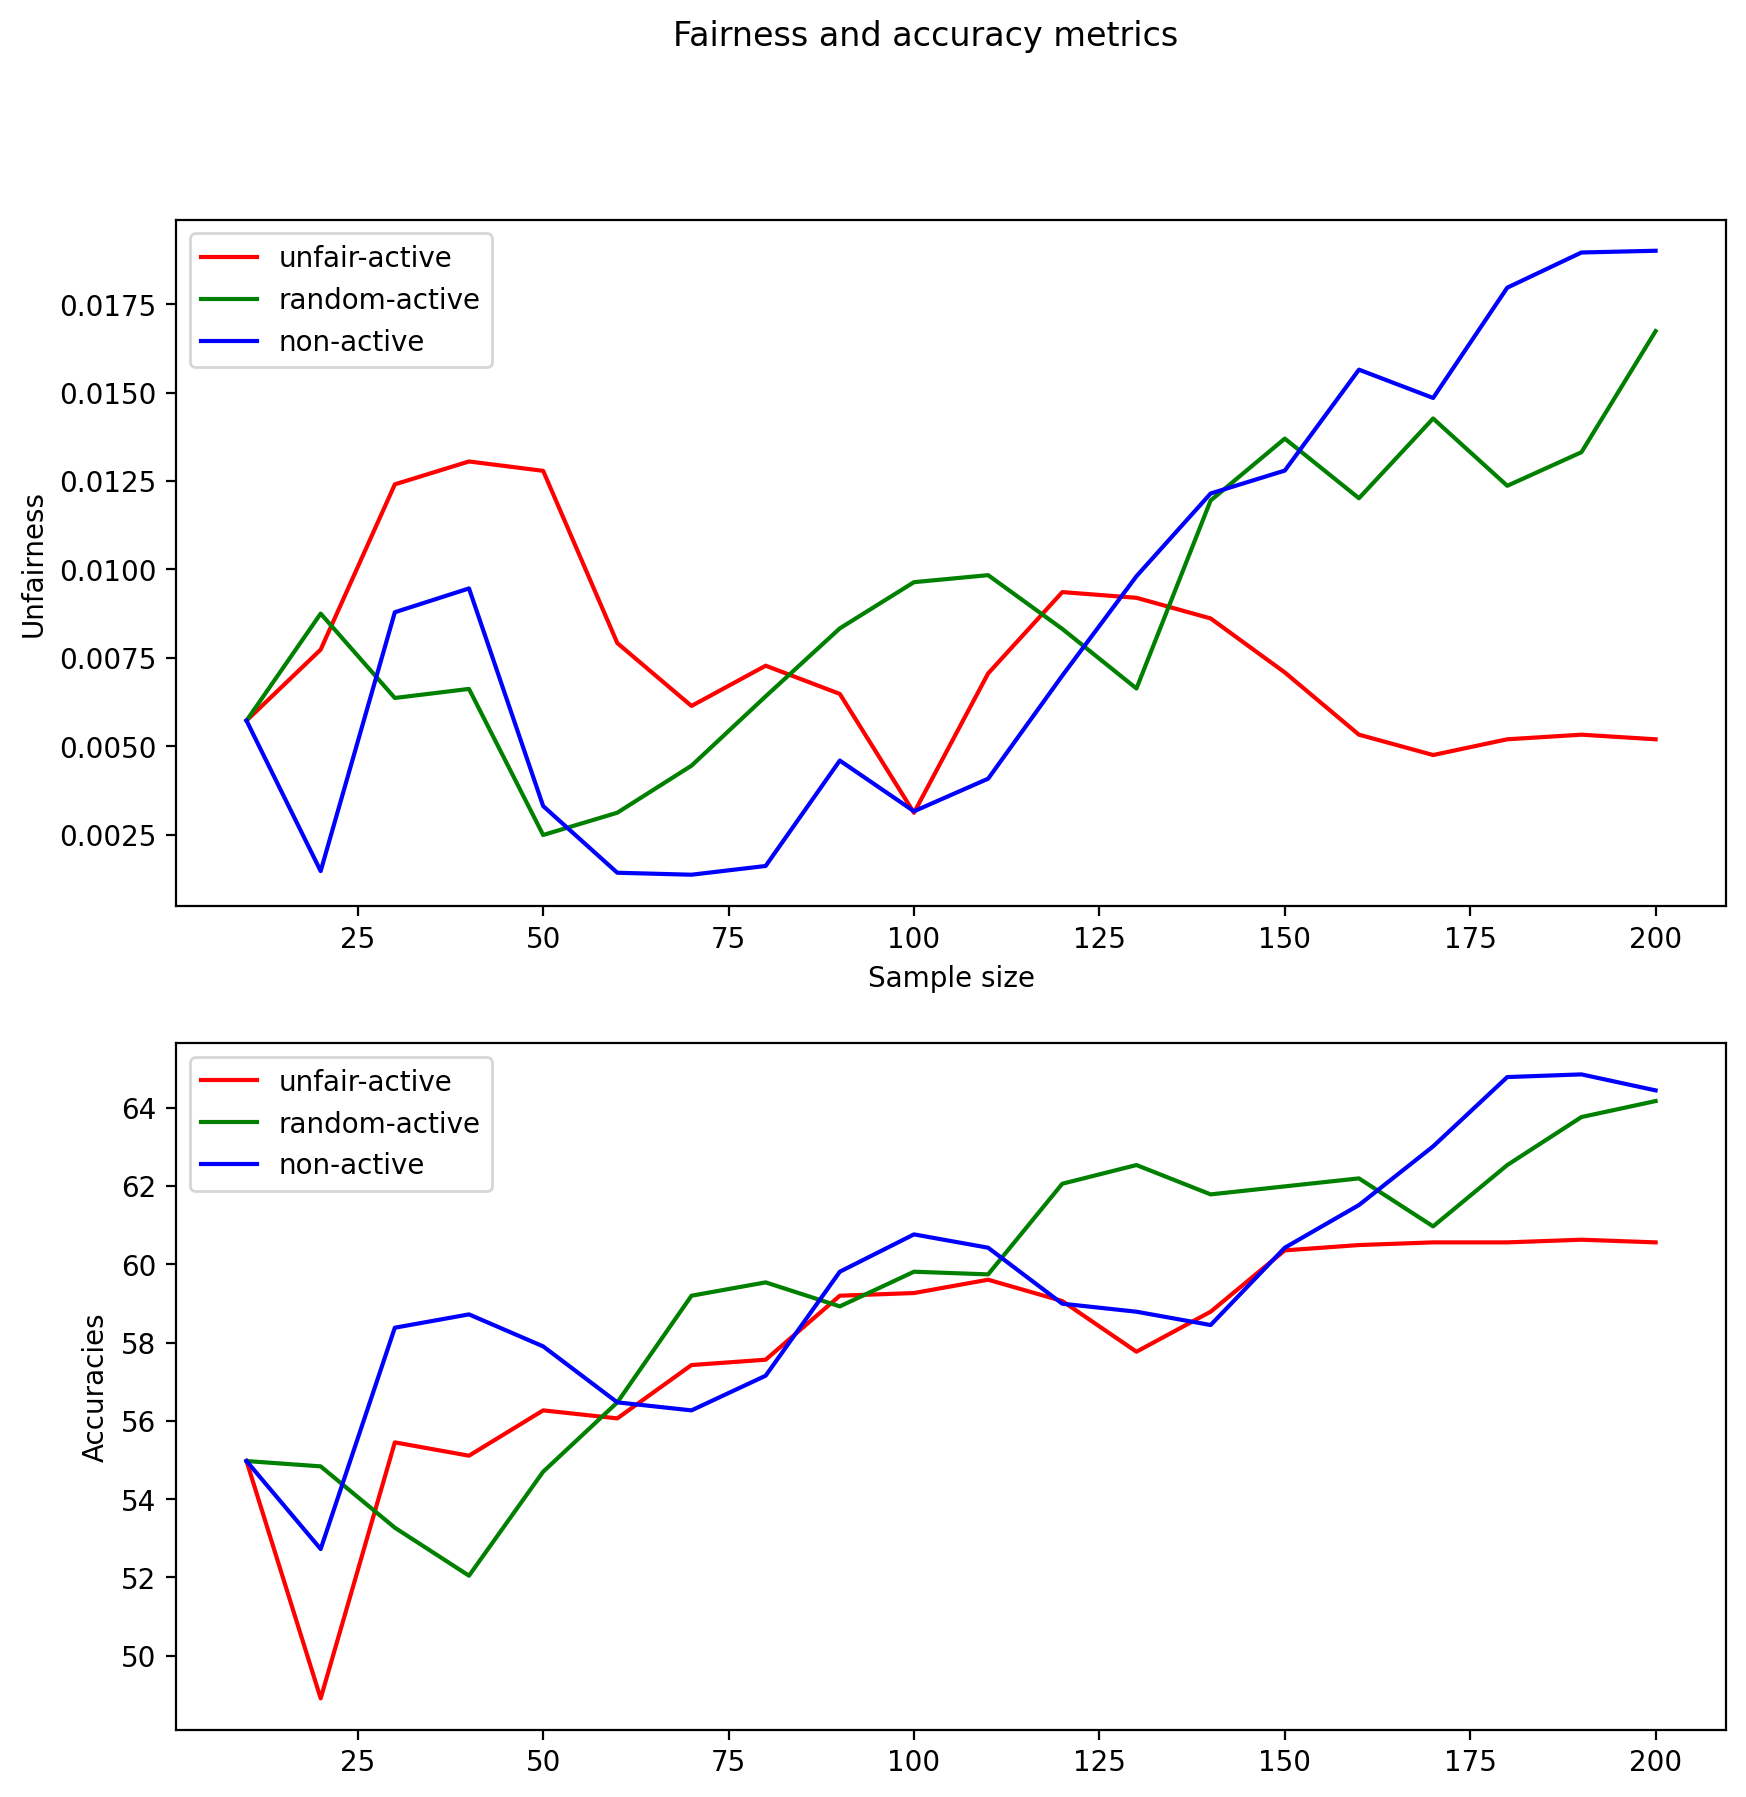 Fairness and accuracy metrics
unfair-active
random-active
non-active
0.0175
0.0150
0.0125
0.0100
0.0075
0.0050
0.0025
Unfairness
25 50 75 100 125 150 175 200
Sample size
unfair-active
random-active
non-active
64
62
60
58
56
54
52
50
Accuracies
25 50 75 100 125 150 175 200